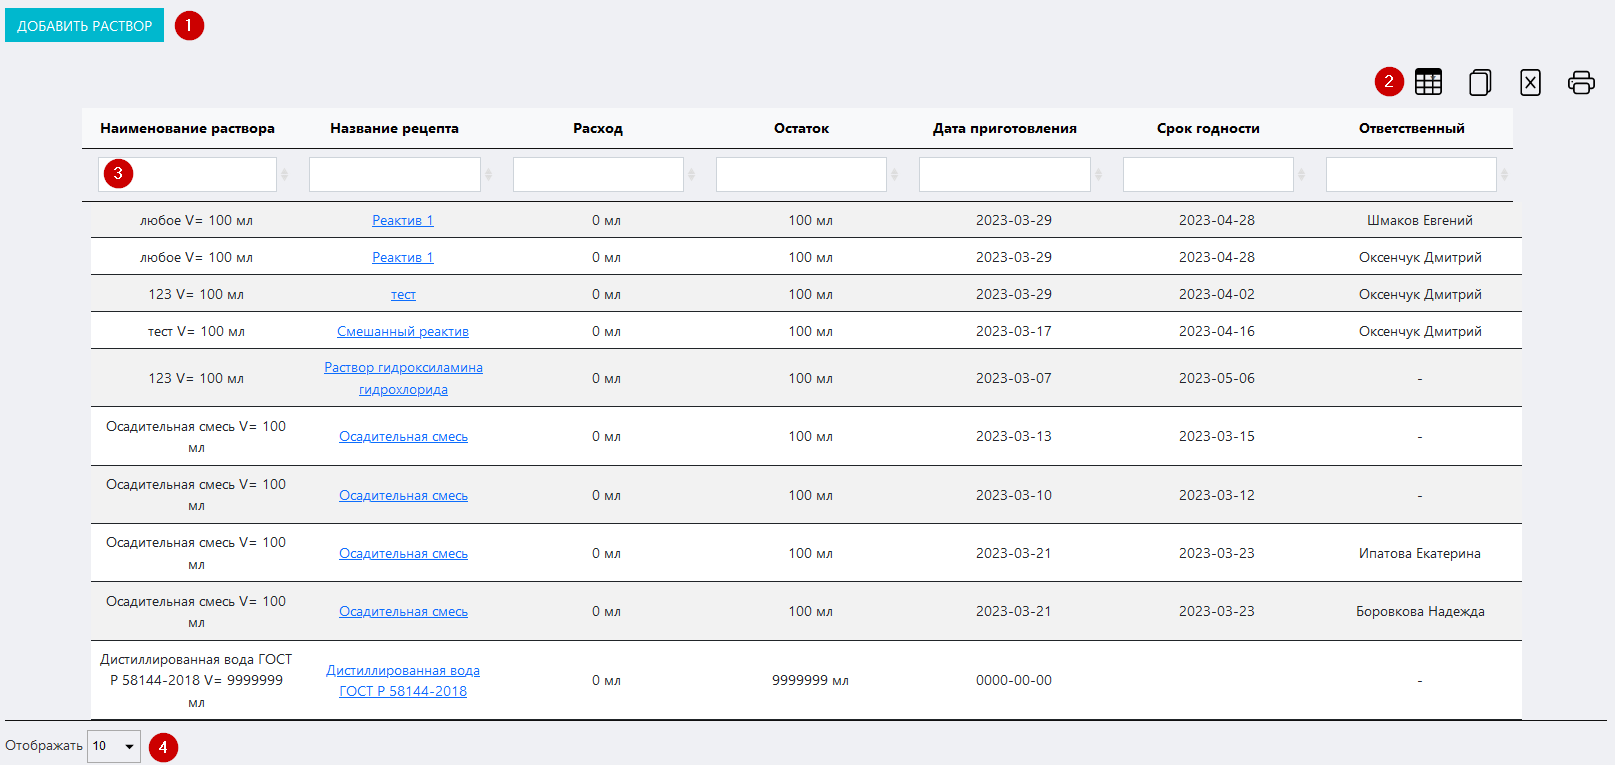 ДОБАВИТЬ РАСТВОР 1
2
Наименование раствора Название рецепта Расход Остаток Дата приготовления Срок годности Ответственный
3
любое V= 100 мл Реактив 1 0 мл 100 мл 2023-03-29 2023-04-28 Шмаков Евгений
любое V= 100 мл Реактив 1 0 мл 100 мл 2023-03-29 2023-04-28 Оксенчук Дмитрий
123 V= 100 мл тест 0 мл 100 мл 2023-03-29 2023-04-02 Оксенчук Дмитрий
тест V= 100 мл Смешанный реактив 0 мл 100 мл 2023-03-17 2023-04-16 Оксенчук Дмитрий
Раствор гидроксиламина
123 V= 100 мл 0 мл 100 мл 2023-03-07 2023-05-06 -
гидрохлорида
Осадительная смесь V= 100
Осадительная смесь 0 мл 100 мл 2023-03-13 2023-03-15 -
мл
Осадительная смесь V= 100
Осадительная смесь 0 мл 100 мл 2023-03-10 2023-03-12 -
мл
Осадительная смесь V= 100
Осадительная смесь 0 мл 100 мл 2023-03-21 2023-03-23 Ипатова Екатерина
мл
Осадительная смесь V= 100
Осадительная смесь 0 мл 100 мл 2023-03-21 2023-03-23 Боровкова Надежда
мл
Дистиллированная вода ГОСТ
Дистиллированная вода
Р 58144-2018 V= 9999999 0 мл 9999999 мл 0000-00-00 -
ГОСТ Р 58144-2018
мл
Отображать 10 4